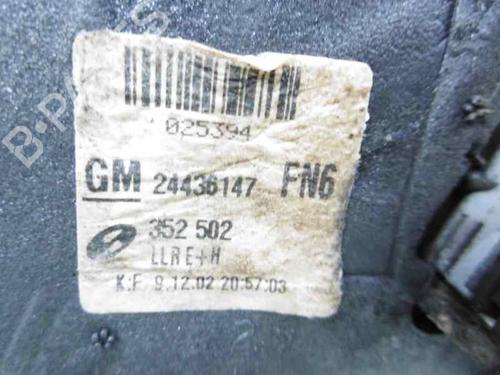 025394
GM 24436147 FN6
352 502
LLRE+H
K.F 9.12.02 20:57:03
B-PARTS